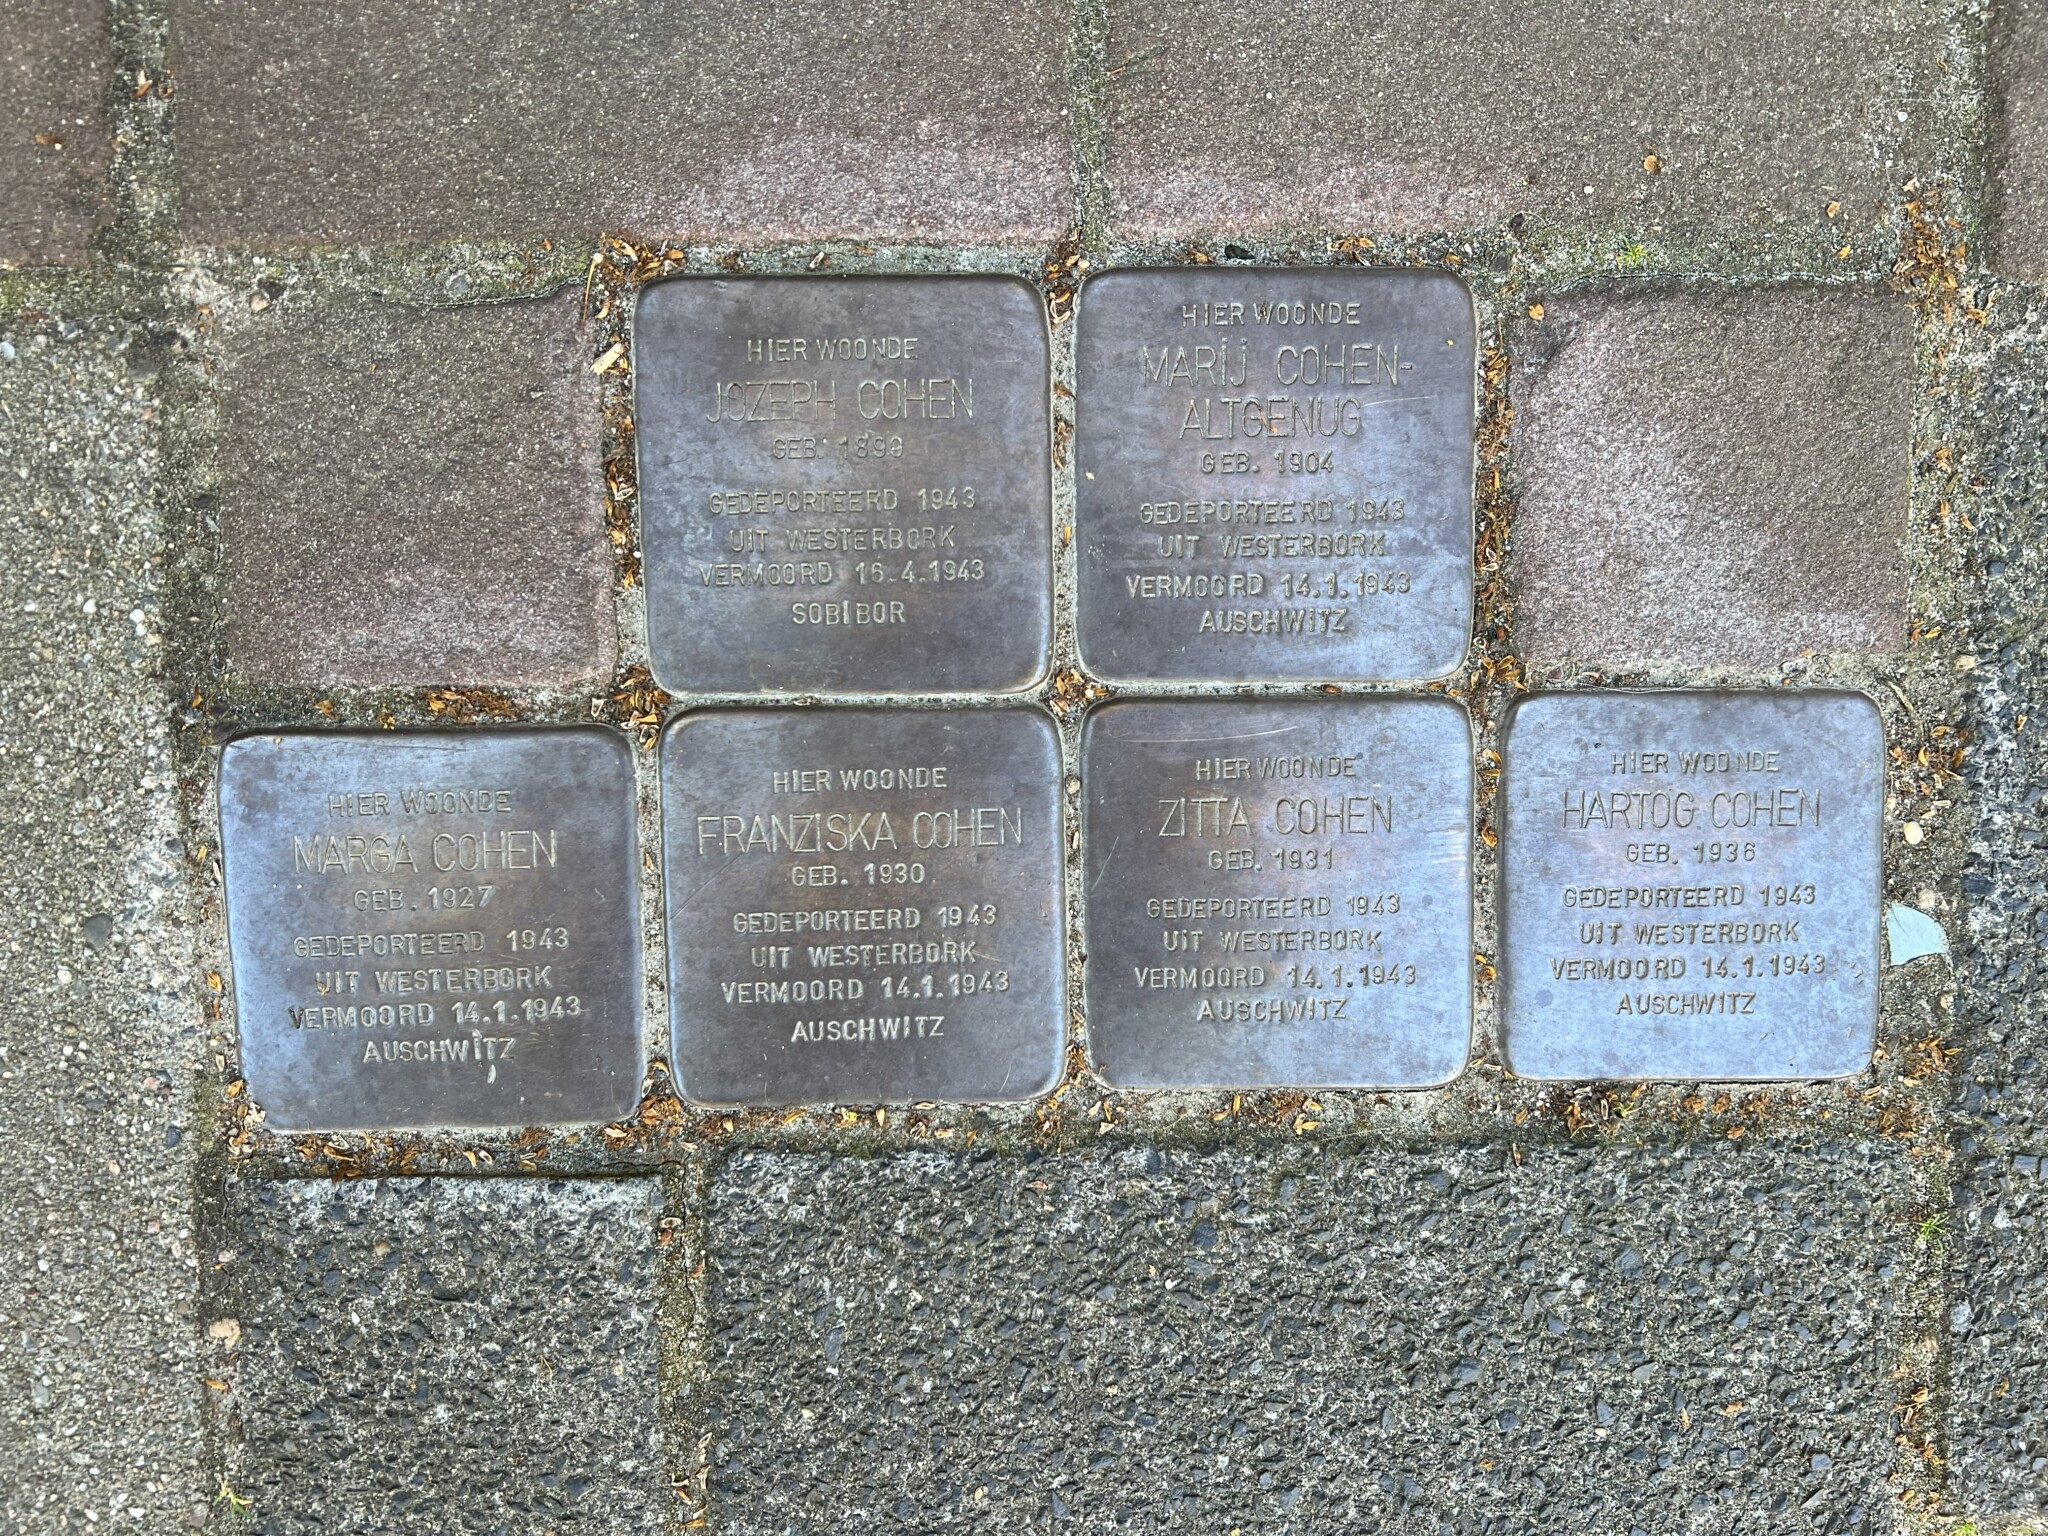 HIER WOONDE
JOZEPH COHEN
GEB. 1899
GEDEPORTEERD 1943
UIT WESTERBORK
VERMOORD 16.4.1943
SOBIBOR
HIER WOONDE
MARIJ COHEN-
ALTGENUG
GEB. 1904
GEDEPORTEERD 1943
UIT WESTERBORK
VERMOORD 14.1.1943
AUSCHWITZ
HIER WOONDE
MARGA COHEN
GEB. 1927
GEDEPORTEERD 1943
UIT WESTERBORK
VERMOORD 14.1.1943
AUSCHWITZ
HIER WOONDE
FRANZISKA COHEN
GEB. 1930
GEDEPORTEERD 1943
UIT WESTERBORK
VERMOORD 14.1.1943
AUSCHWITZ
HIER WOONDE
ZITTA COHEN
GEB. 1931
GEDEPORTEERD 1943
UIT WESTERBORK
VERMOORD 14.1.1943
AUSCHWITZ
HIER WOONDE
HARTOG COHEN
GEB. 1936
GEDEPORTEERD 1943
UIT WESTERBORK
VERMOORD 14.1.1943
AUSCHWITZ